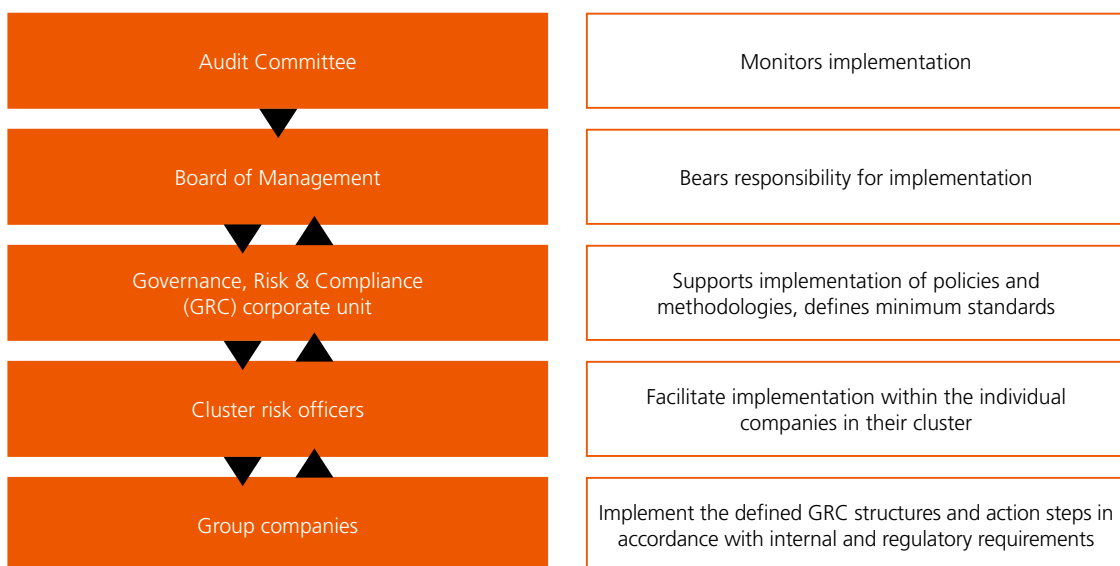 Audit Committee
Monitors implementation
Board of Management
Bears responsibility for implementation
Governance, Risk & Compliance
(GRC) corporate unit
Supports implementation of policies and
methodologies, defines minimum standards
Cluster risk officers
Facilitate implementation within the individual
companies in their cluster
Group companies
Implement the defined GRC structures and action steps in
accordance with internal and regulatory requirements